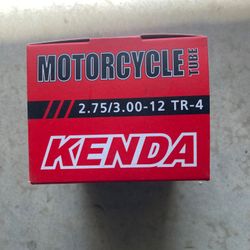 MOTORCYCLE TUBE
2.75/3.00-12 TR-4
KENDA